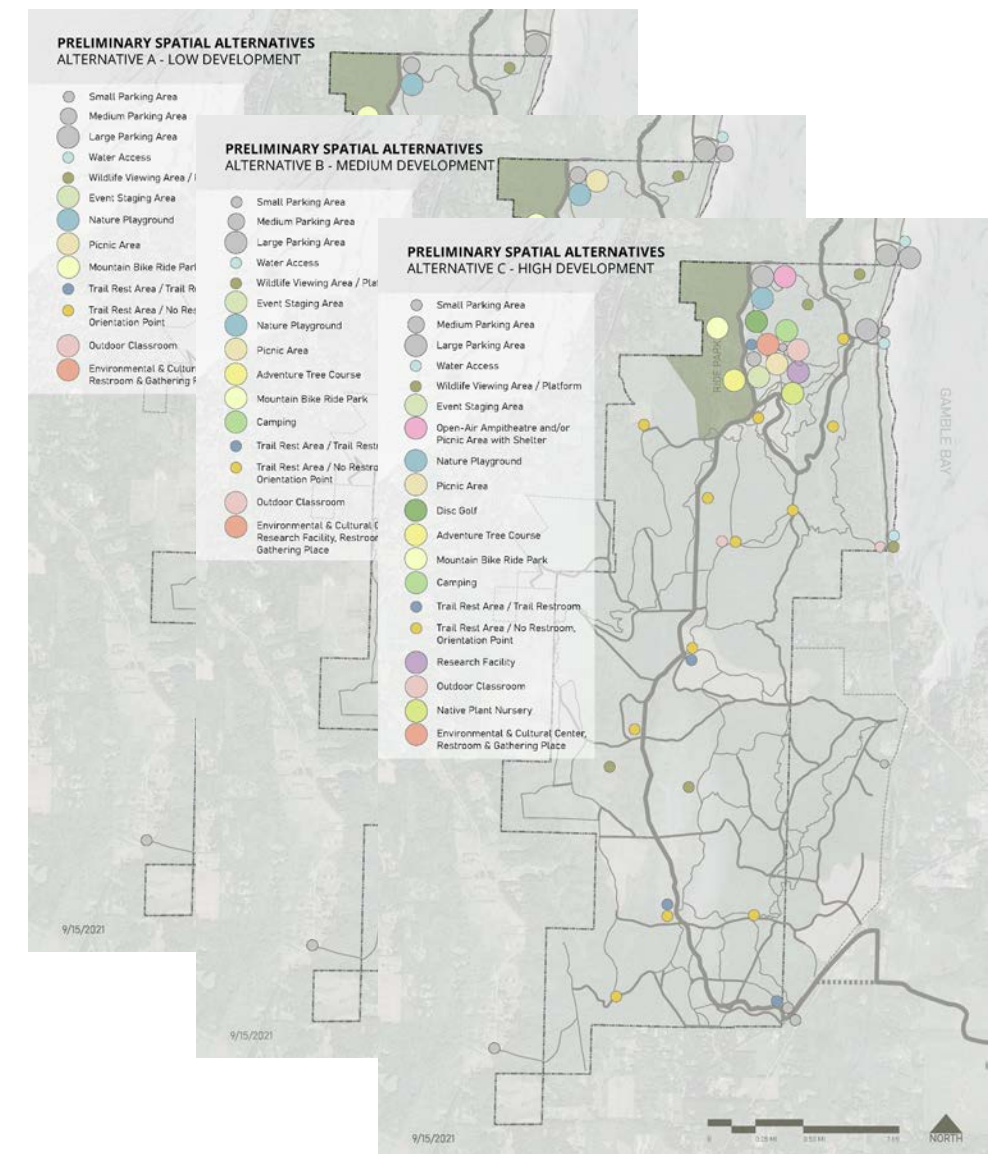 PRELIMINARY SPATIAL ALTERNATIVES
ALTERNATIVE A - LOW DEVELOPMENT
Small Parking Area
Medium Parking Area
Large Parking Area
Water Access
Wildlife Viewing Area /
Event Staging Area
Nature Playground
Picnic Area
Mountain Bike Ride Park
Trail Rest Area / Trail
Trail Rest Area / No
Orientation Point
Outdoor Classroom
Environmental &
Restroom & Gathering
9/15/2021
PRELIMINARY SPATIAL ALTERNATIVES
ALTERNATIVE B - MEDIUM DEVELOPMENT
Small Parking Area
Medium Parking Area
Large Parking Area
Water Access
Wildlife Viewing Area /
Event Staging Area
Nature Playground
Picnic Area
Adventure Tree Course
Mountain Bike Ride Park
Camping
Trail Rest Area / Trail
Trail Rest Area / No
Orientation Point
Outdoor Classroom
Environmental & Cultural
Research Facility,
Gathering Place
9/15/2021
PRELIMINARY SPATIAL ALTERNATIVES
ALTERNATIVE C - HIGH DEVELOPMENT
Small Parking Area
Medium Parking Area
Large Parking Area
Water Access
Wildlife Viewing Area / Platform
Event Staging Area
Open-Air Ampitheatre and/or
Picnic Area with Shelter
Nature Playground
Picnic Area
Disc Golf
Adventure Tree Course
Mountain Bike Ride Park
Camping
Trail Rest Area / Trail Restroom
Trail Rest Area / No Restroom,
Orientation Point
Research Facility
Outdoor Classroom
Native Plant Nursery
Environmental & Cultural Center,
Restroom & Gathering Place
RIDE PARK
GAMBLE BAY
9/15/2021
0
0.25 MI
0.50 MI
NORTH